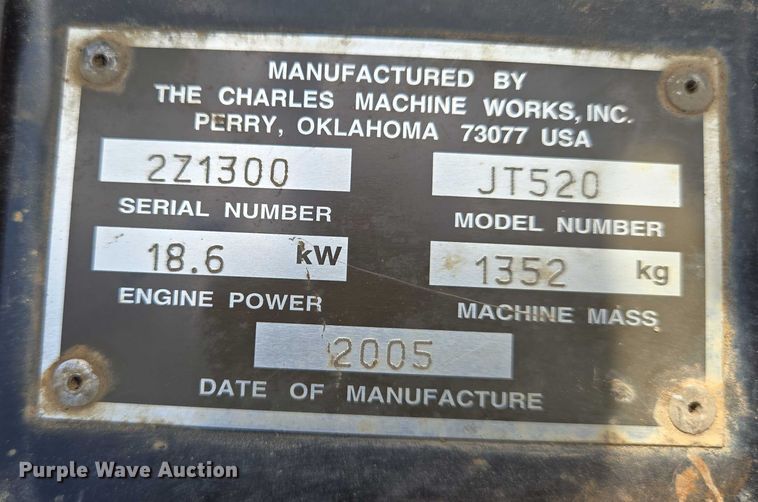 MANUFACTURED BY
THE CHARLES MACHINE WORKS, INC.
PERRY, OKLAHOMA 73077 USA
2Z1300 JT520
SERIAL NUMBER MODEL NUMBER
18.6 kW 1352 kg
ENGINE POWER MACHINE MASS
2005
DATE OF MANUFACTURE
Purple Wave Auction